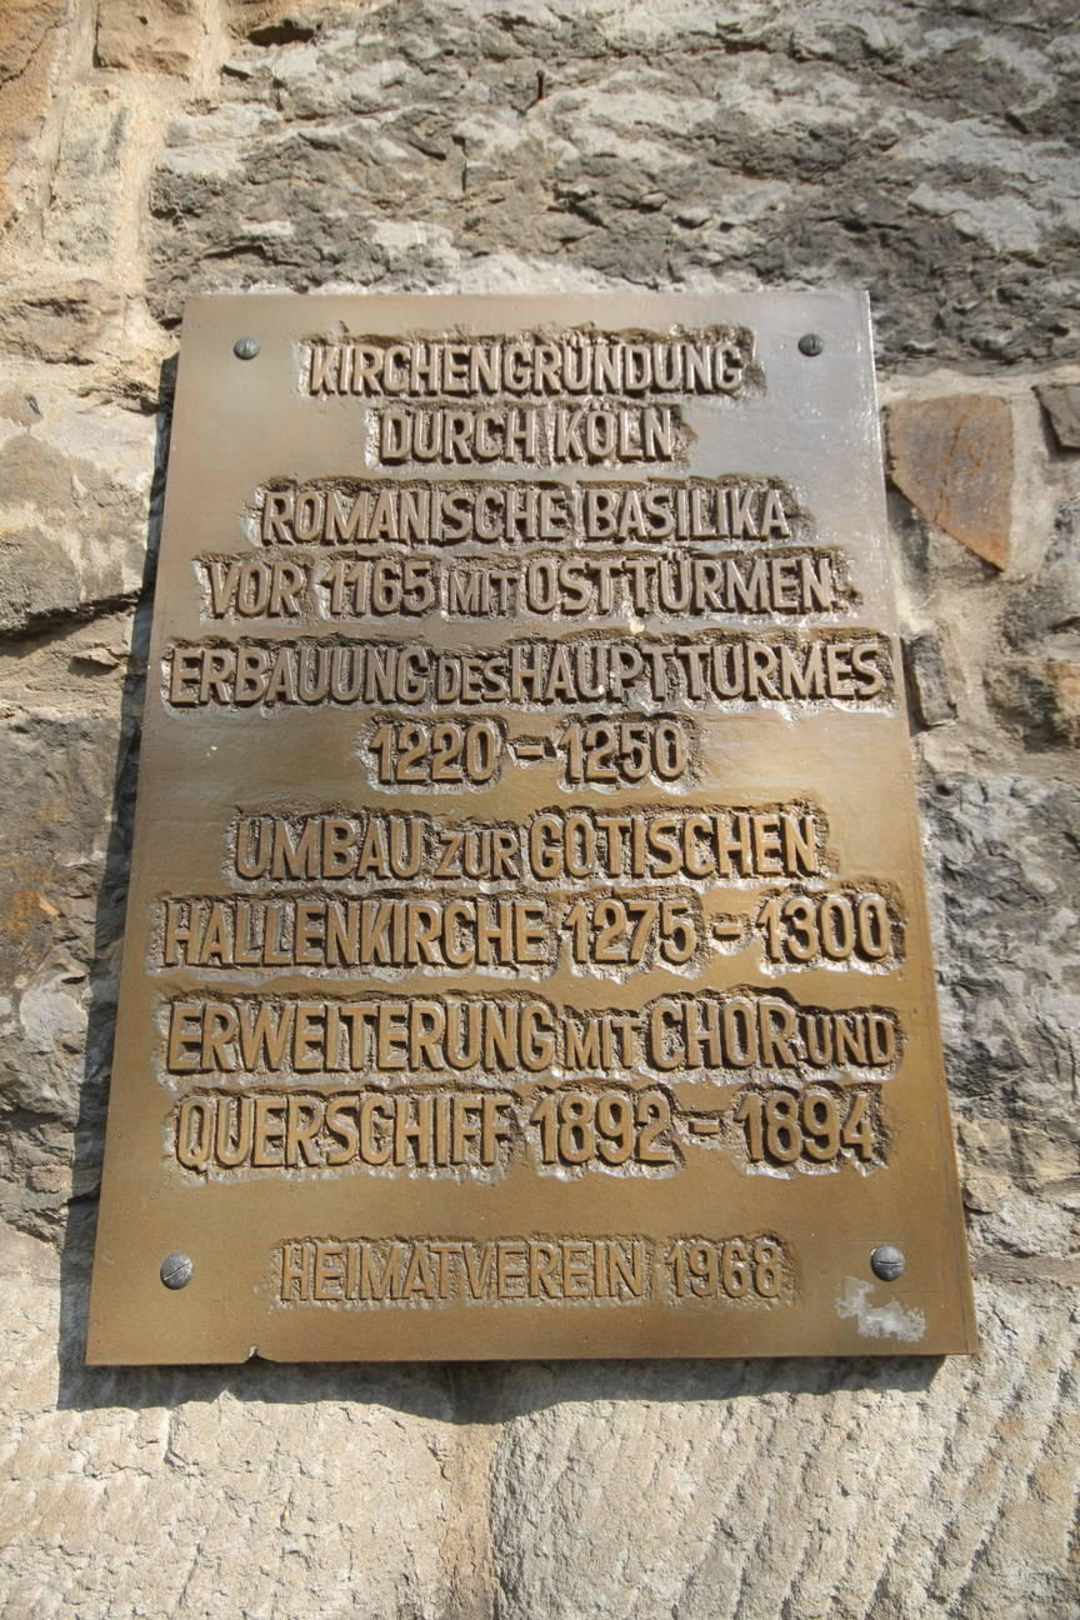 KIRCHENGRÜNDUNG
DURCH KÖLN
ROMANISCHE BASILIKA
VOR 1165 MIT OSTTÜRMEN.
ERBAUUNG DES HAUPTTURMES
1220 - 1250
UMBAU ZUR GOTISCHEN
HALLENKIRCHE 1275 - 1300
ERWEITERUNG MIT CHOR UND
QUERSCHIFF 1892 - 1894
HEIMATVEREIN 1968